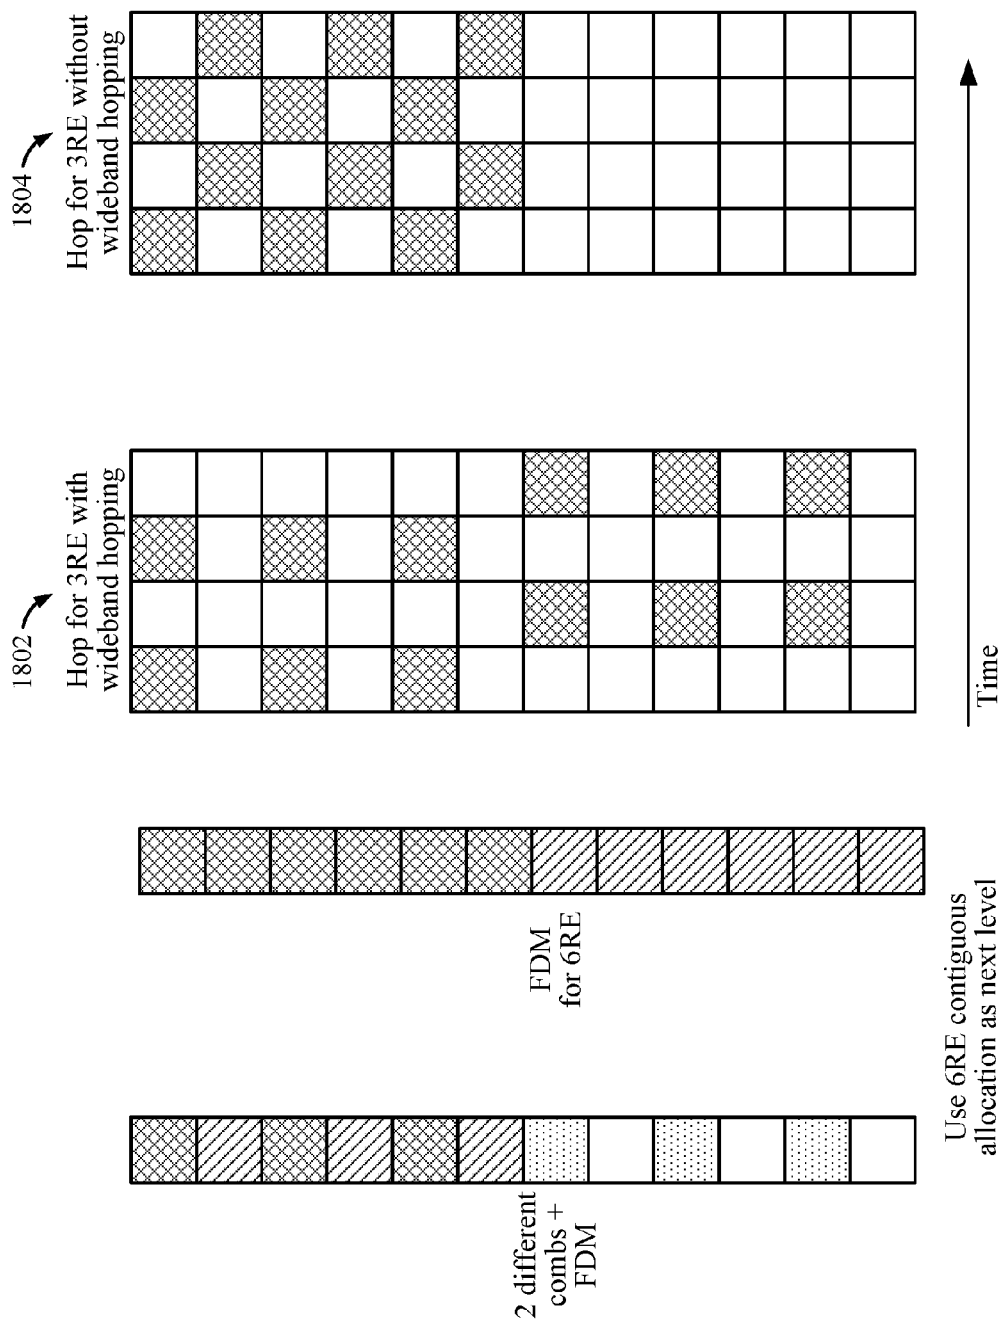 2 different
combs +
FDM
FDM
for 6RE
Use 6RE contiguous
allocation as next level
1802
Hop for 3RE with
wideband hopping
1804
Hop for 3RE without
wideband hopping
Time